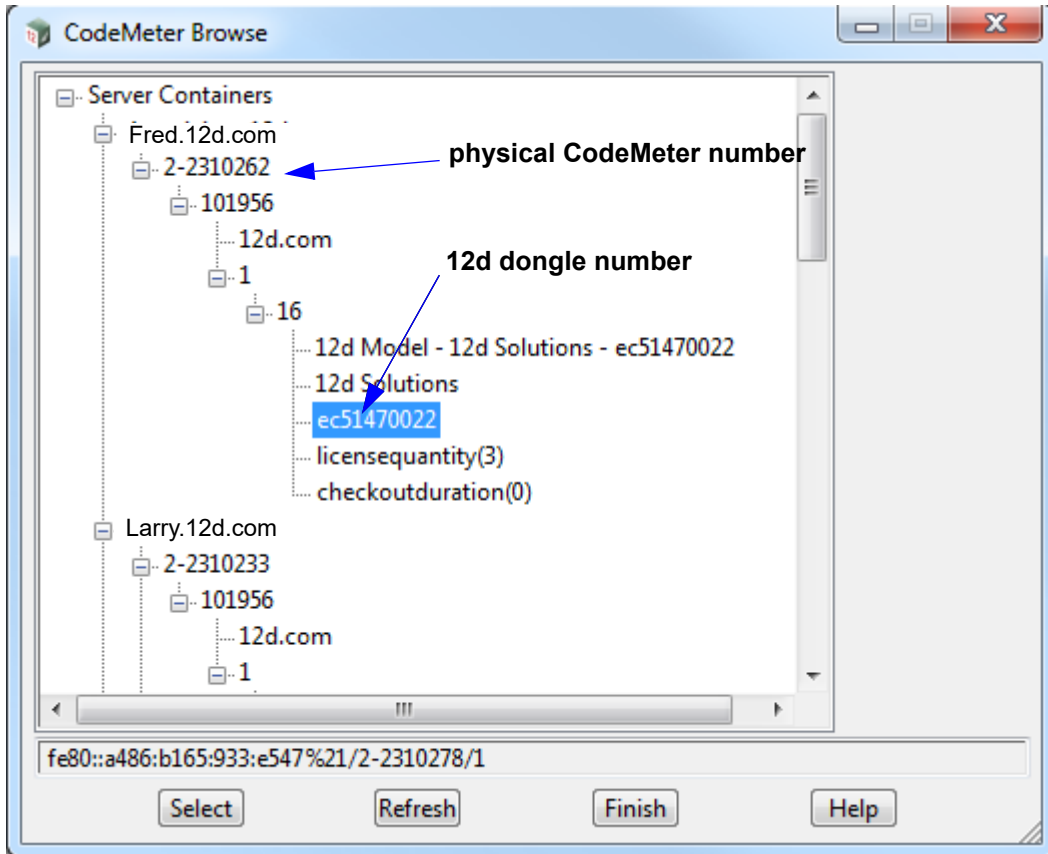 CodeMeter Browse
Server Containers
Fred.12d.com
physical CodeMeter number
2-2310262
101956
12d.com
12d dongle number
1
16
12d Model - 12d Solutions - ec51470022
12d Solutions
ec51470022
licensequantity(3)
checkoutduration(0)
Larry.12d.com
2-2310233
101956
12d.com
1
fe80::a486:b165:933:e547%21/2-2310278/1
Select Refresh Finish Help